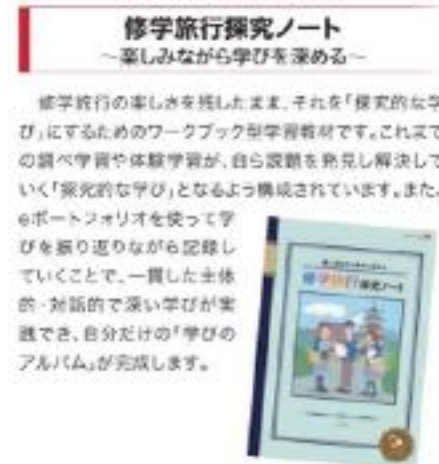 修学旅行探究ノート
～楽しみながら学びを深める～
修学旅行の楽しさを残したまま、それを「探究的な学
び」にするためのワークブック型学習教材です。これまで
の調べ学習や体験学習が、自ら課題を発見し解決して
いく「探究的な学び」となるよう構成されています。また、
eポートフォリオを使って学
びを振り返りながら記録し
ていくことで、一貫した主体
的・対話的で深い学びが実
践でき、自分だけの「学びの
アルバム」が完成します。
修学旅行探究ノート